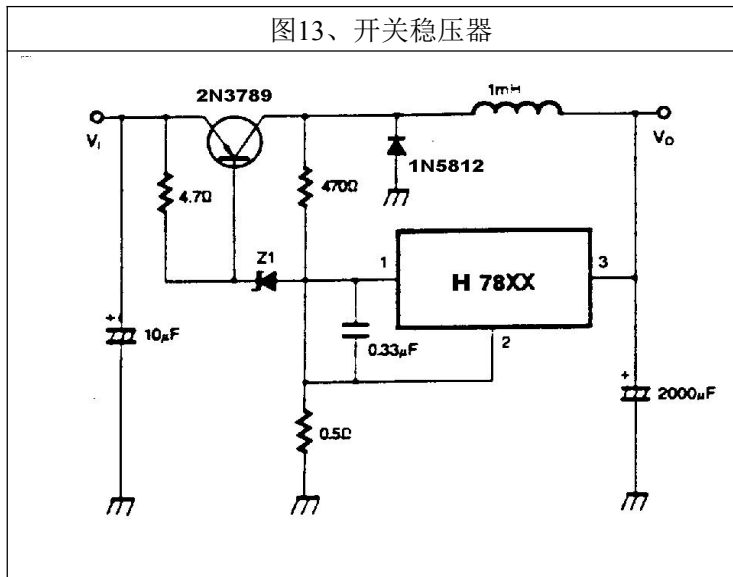 图13、开关稳压器
2N3789
1mH
VI
VO
1N5812
4.7Ω
470Ω
Z1
1
H 78XX
3
2
10μF
+
0.33μF
+
2000μF
0.5Ω